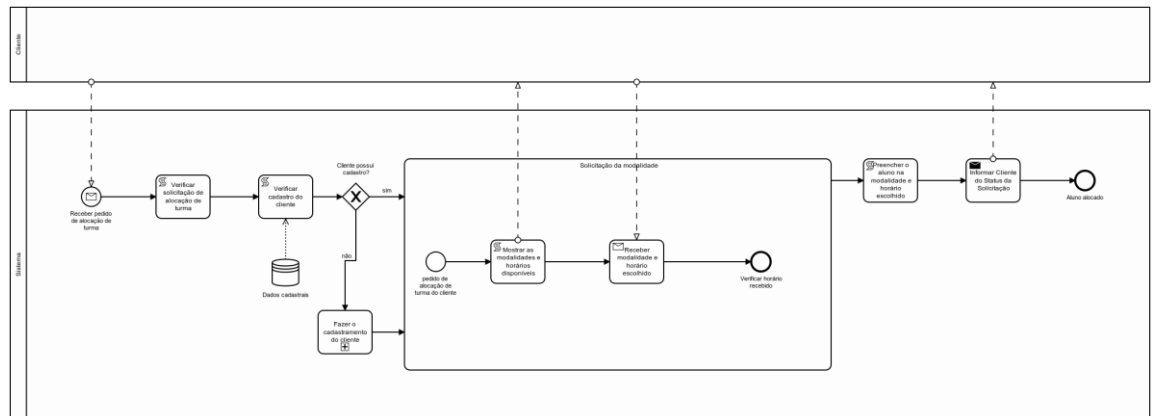 Cliente
Sistema
Receber pedido
de alocação de
turma
Verificar
solicitação de
alocação de
turma
Verificar
cadastro do
cliente
Dados cadastrais
Cliente possui
cadastro?
sim
não
Fazer o
cadastramento
do cliente
Solicitação da modalidade
pedido de
alocação de
turma do cliente
Mostrar as
modalidades e
horários
disponíveis
Receber
modalidade e
horário
escolhido
Verificar horário
recebido
Preencher o
aluno na
modalidade e
horário
escolhido
Informar Cliente
do Status da
Solicitação
Aluno alocado